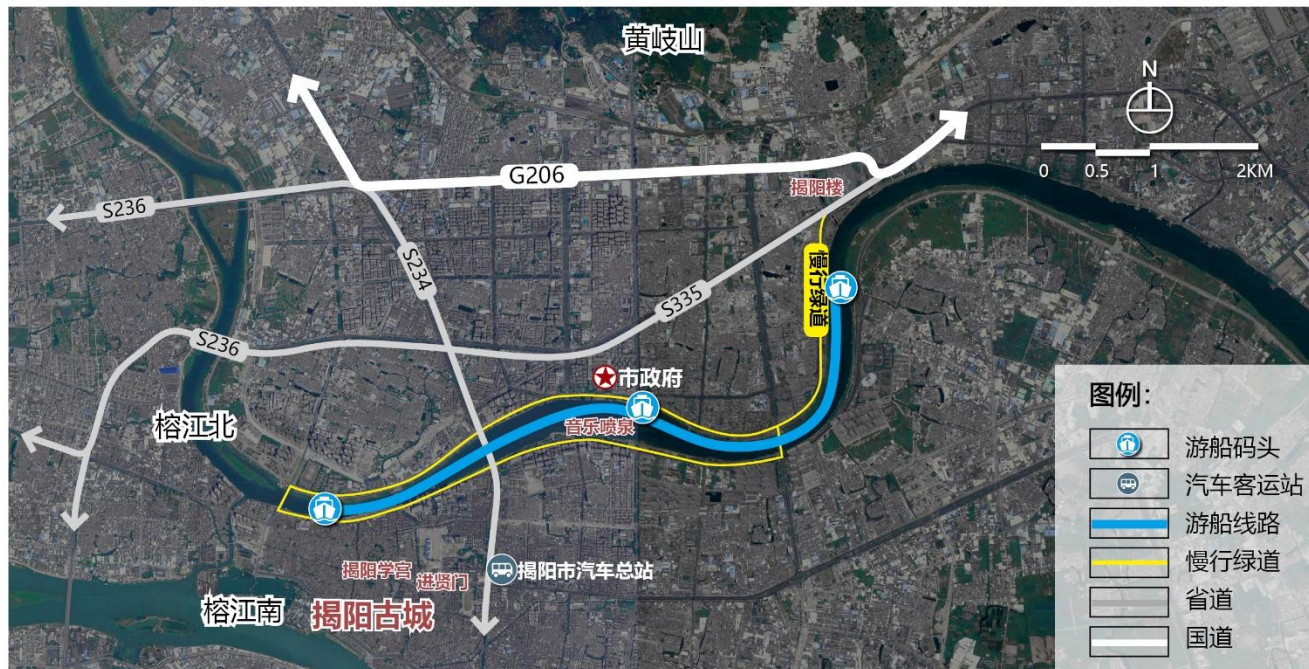 黄岐山
N
0 0.5 1 2KM
G206
揭阳楼
S236
S234
慢行绿道
S335
S236
市政府
音乐喷泉
榕江北
揭阳学宫
进贤门
揭阳市汽车总站
榕江南
揭阳古城
图例：
游船码头
汽车客运站
游船线路
慢行绿道
省道
国道